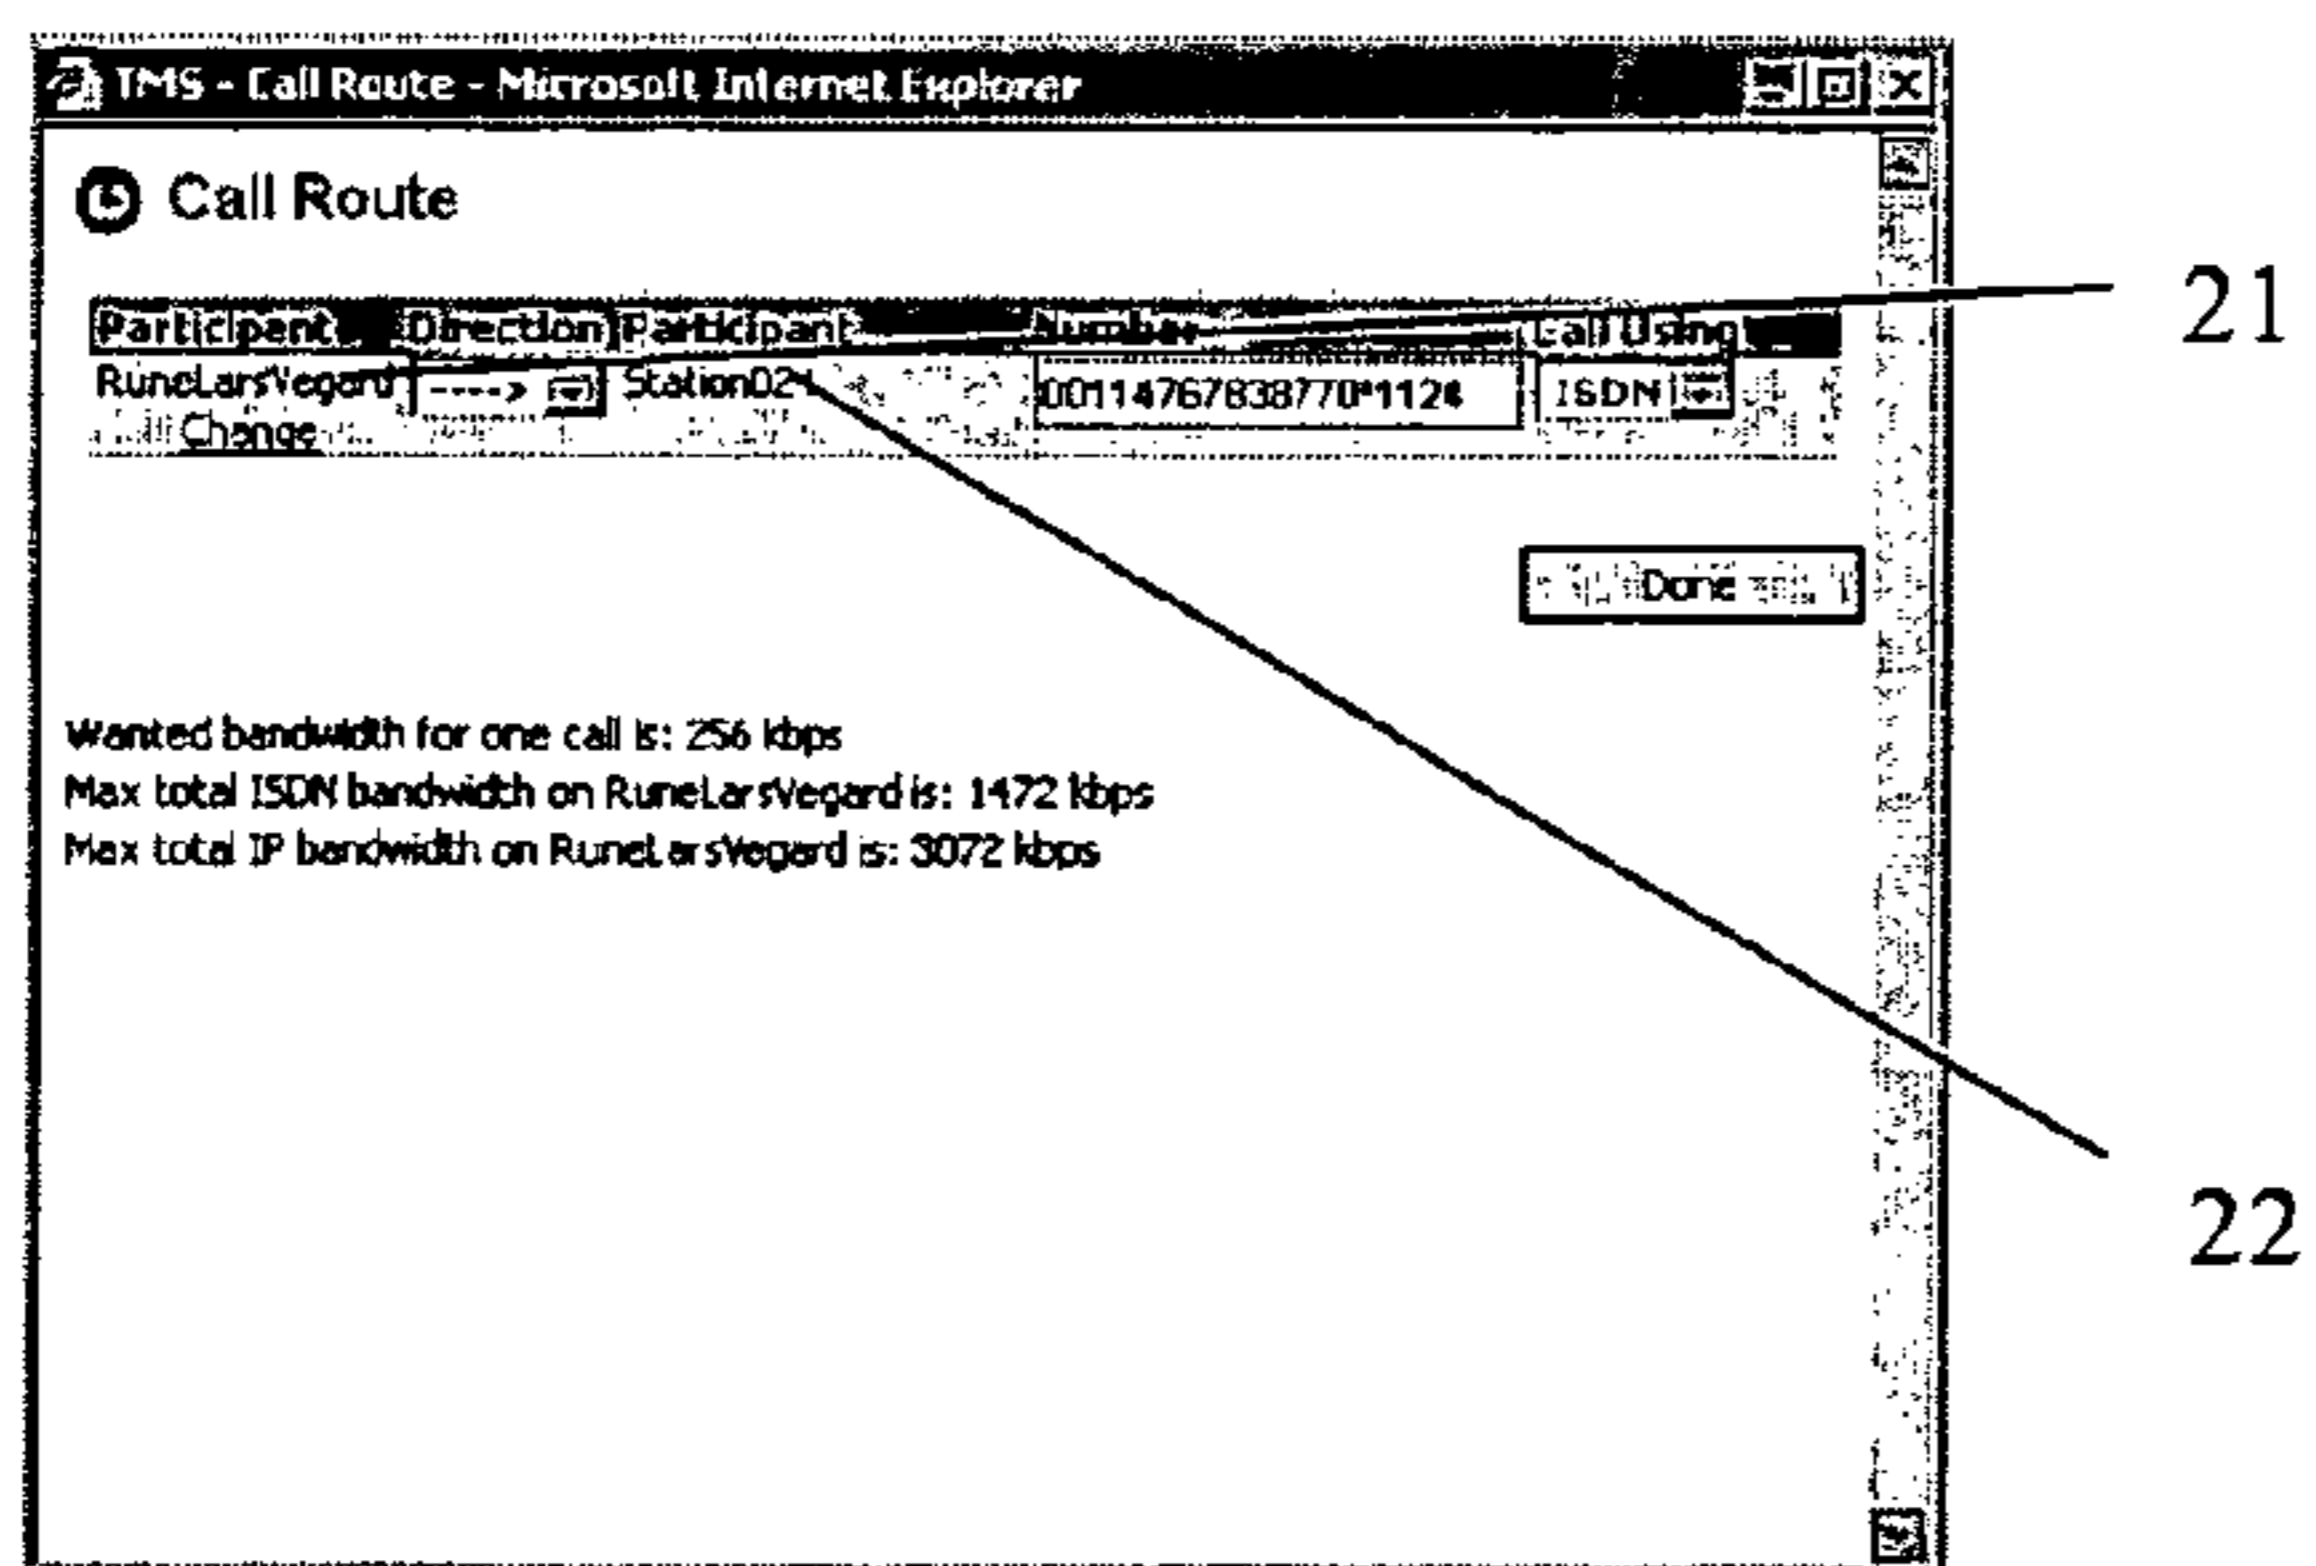 TMS - Call Route - Microsoft Internet Explorer
Call Route
Participant Direction Participant Number Call Using
RuneLarsVegard ----> Station02 00114767838770*1124 ISDN
Change
Done
Wanted bandwidth for one call is: 256 kbps
Max total ISDN bandwidth on RuneLarsVegard is: 1472 kbps
Max total IP bandwidth on RuneLarsVegard is: 3072 kbps
21
22